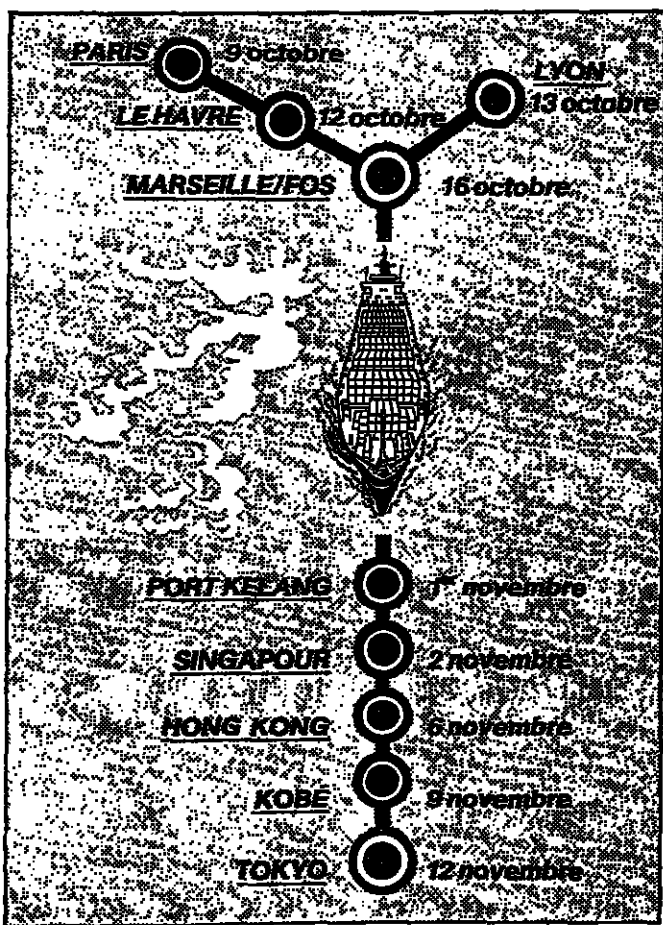 PARIS 9 octobre
LYON
13 octobre
LE HAVRE 12 octobre
MARSEILLE/FOS 16 octobre
PORT KELANG 1er novembre
SINGAPOUR 2 novembre
HONG KONG 6 novembre
KOBÉ 9 novembre
TOKYO 12 novembre